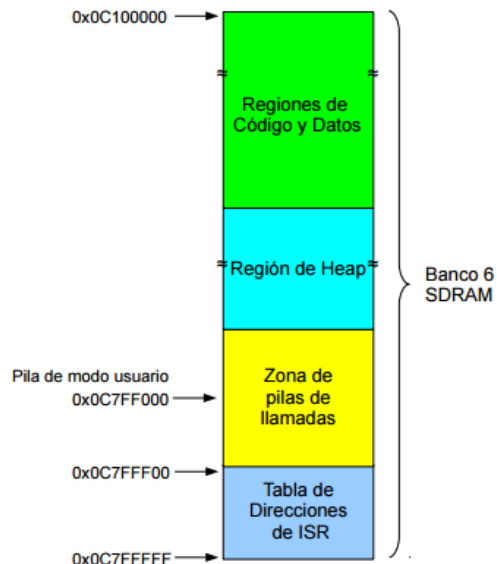 0x0C100000
Regiones de
Código y Datos
Región de Heap
Banco 6
SDRAM
Pila de modo usuario
0x0C7FF000
Zona de
pilas de
llamadas
0x0C7FFF00
Tabla de
Direcciones
de ISR
0x0C7FFFFF